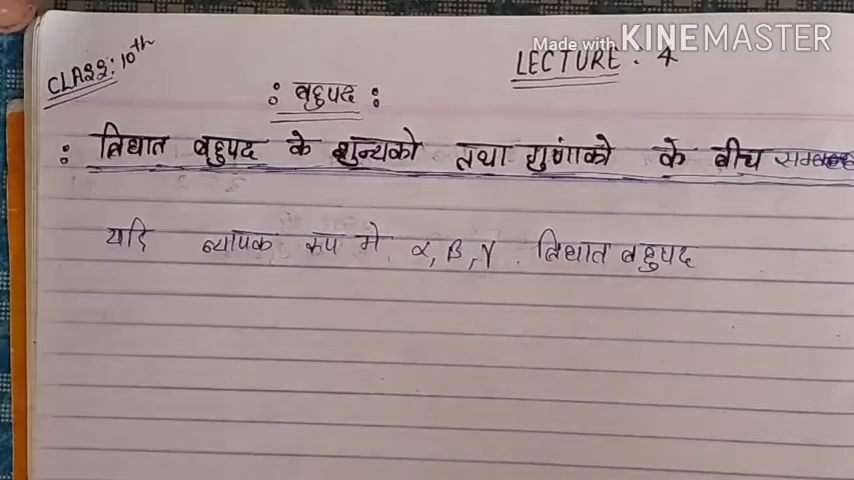 Made with KINEMASTER
CLASS: 10th
LECTURE : 4
: बहुपद :
: त्रिघात बहुपद के शुन्यको तथा गुणांको के बीच
यदि व्यापक रूप मे α, β, γ त्रिघात बहुपद